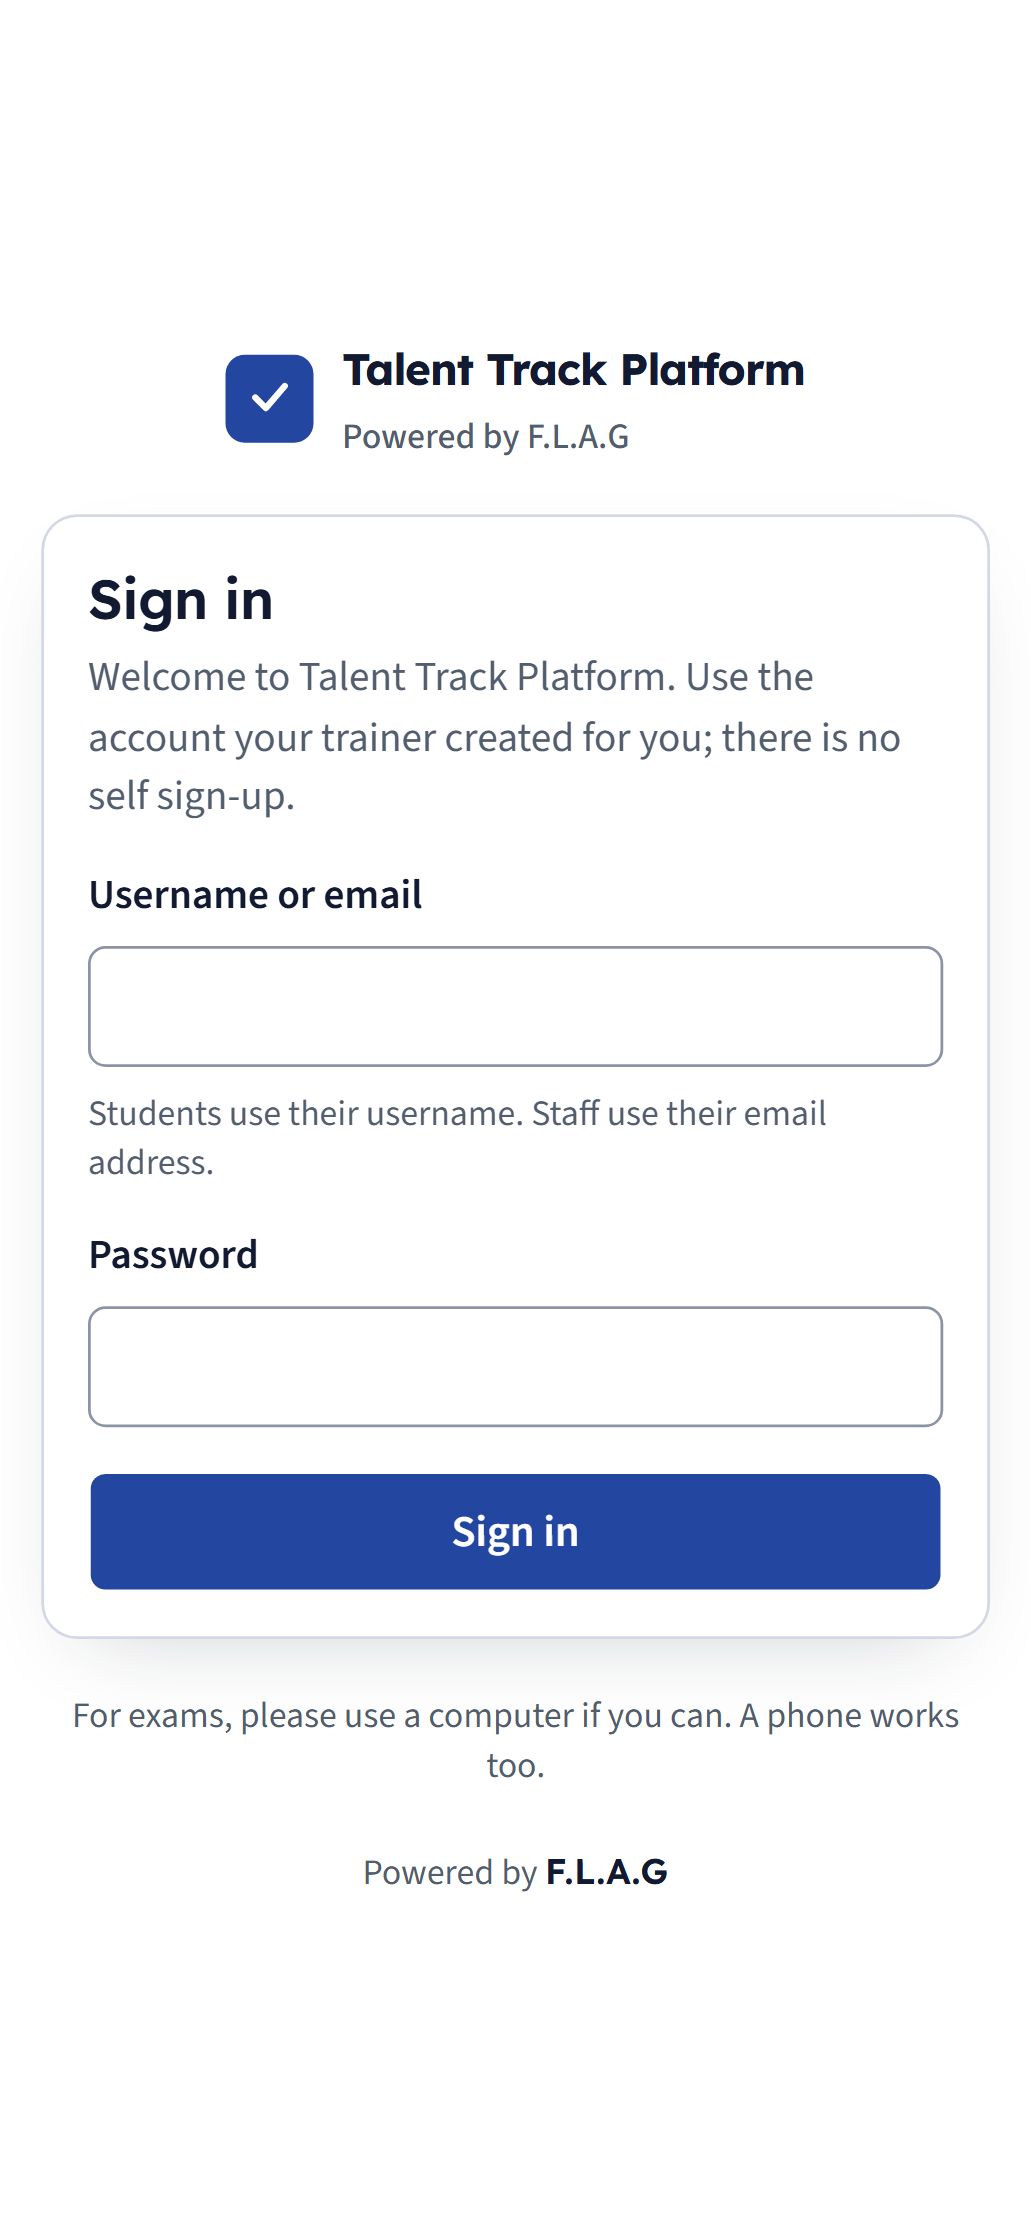 Talent Track Platform
Powered by F.L.A.G
Sign in
Welcome to Talent Track Platform. Use the
account your trainer created for you; there is no
self sign-up.
Username or email
Students use their username. Staff use their email
address.
Password
Sign in
For exams, please use a computer if you can. A phone works
too.
Powered by F.L.A.G